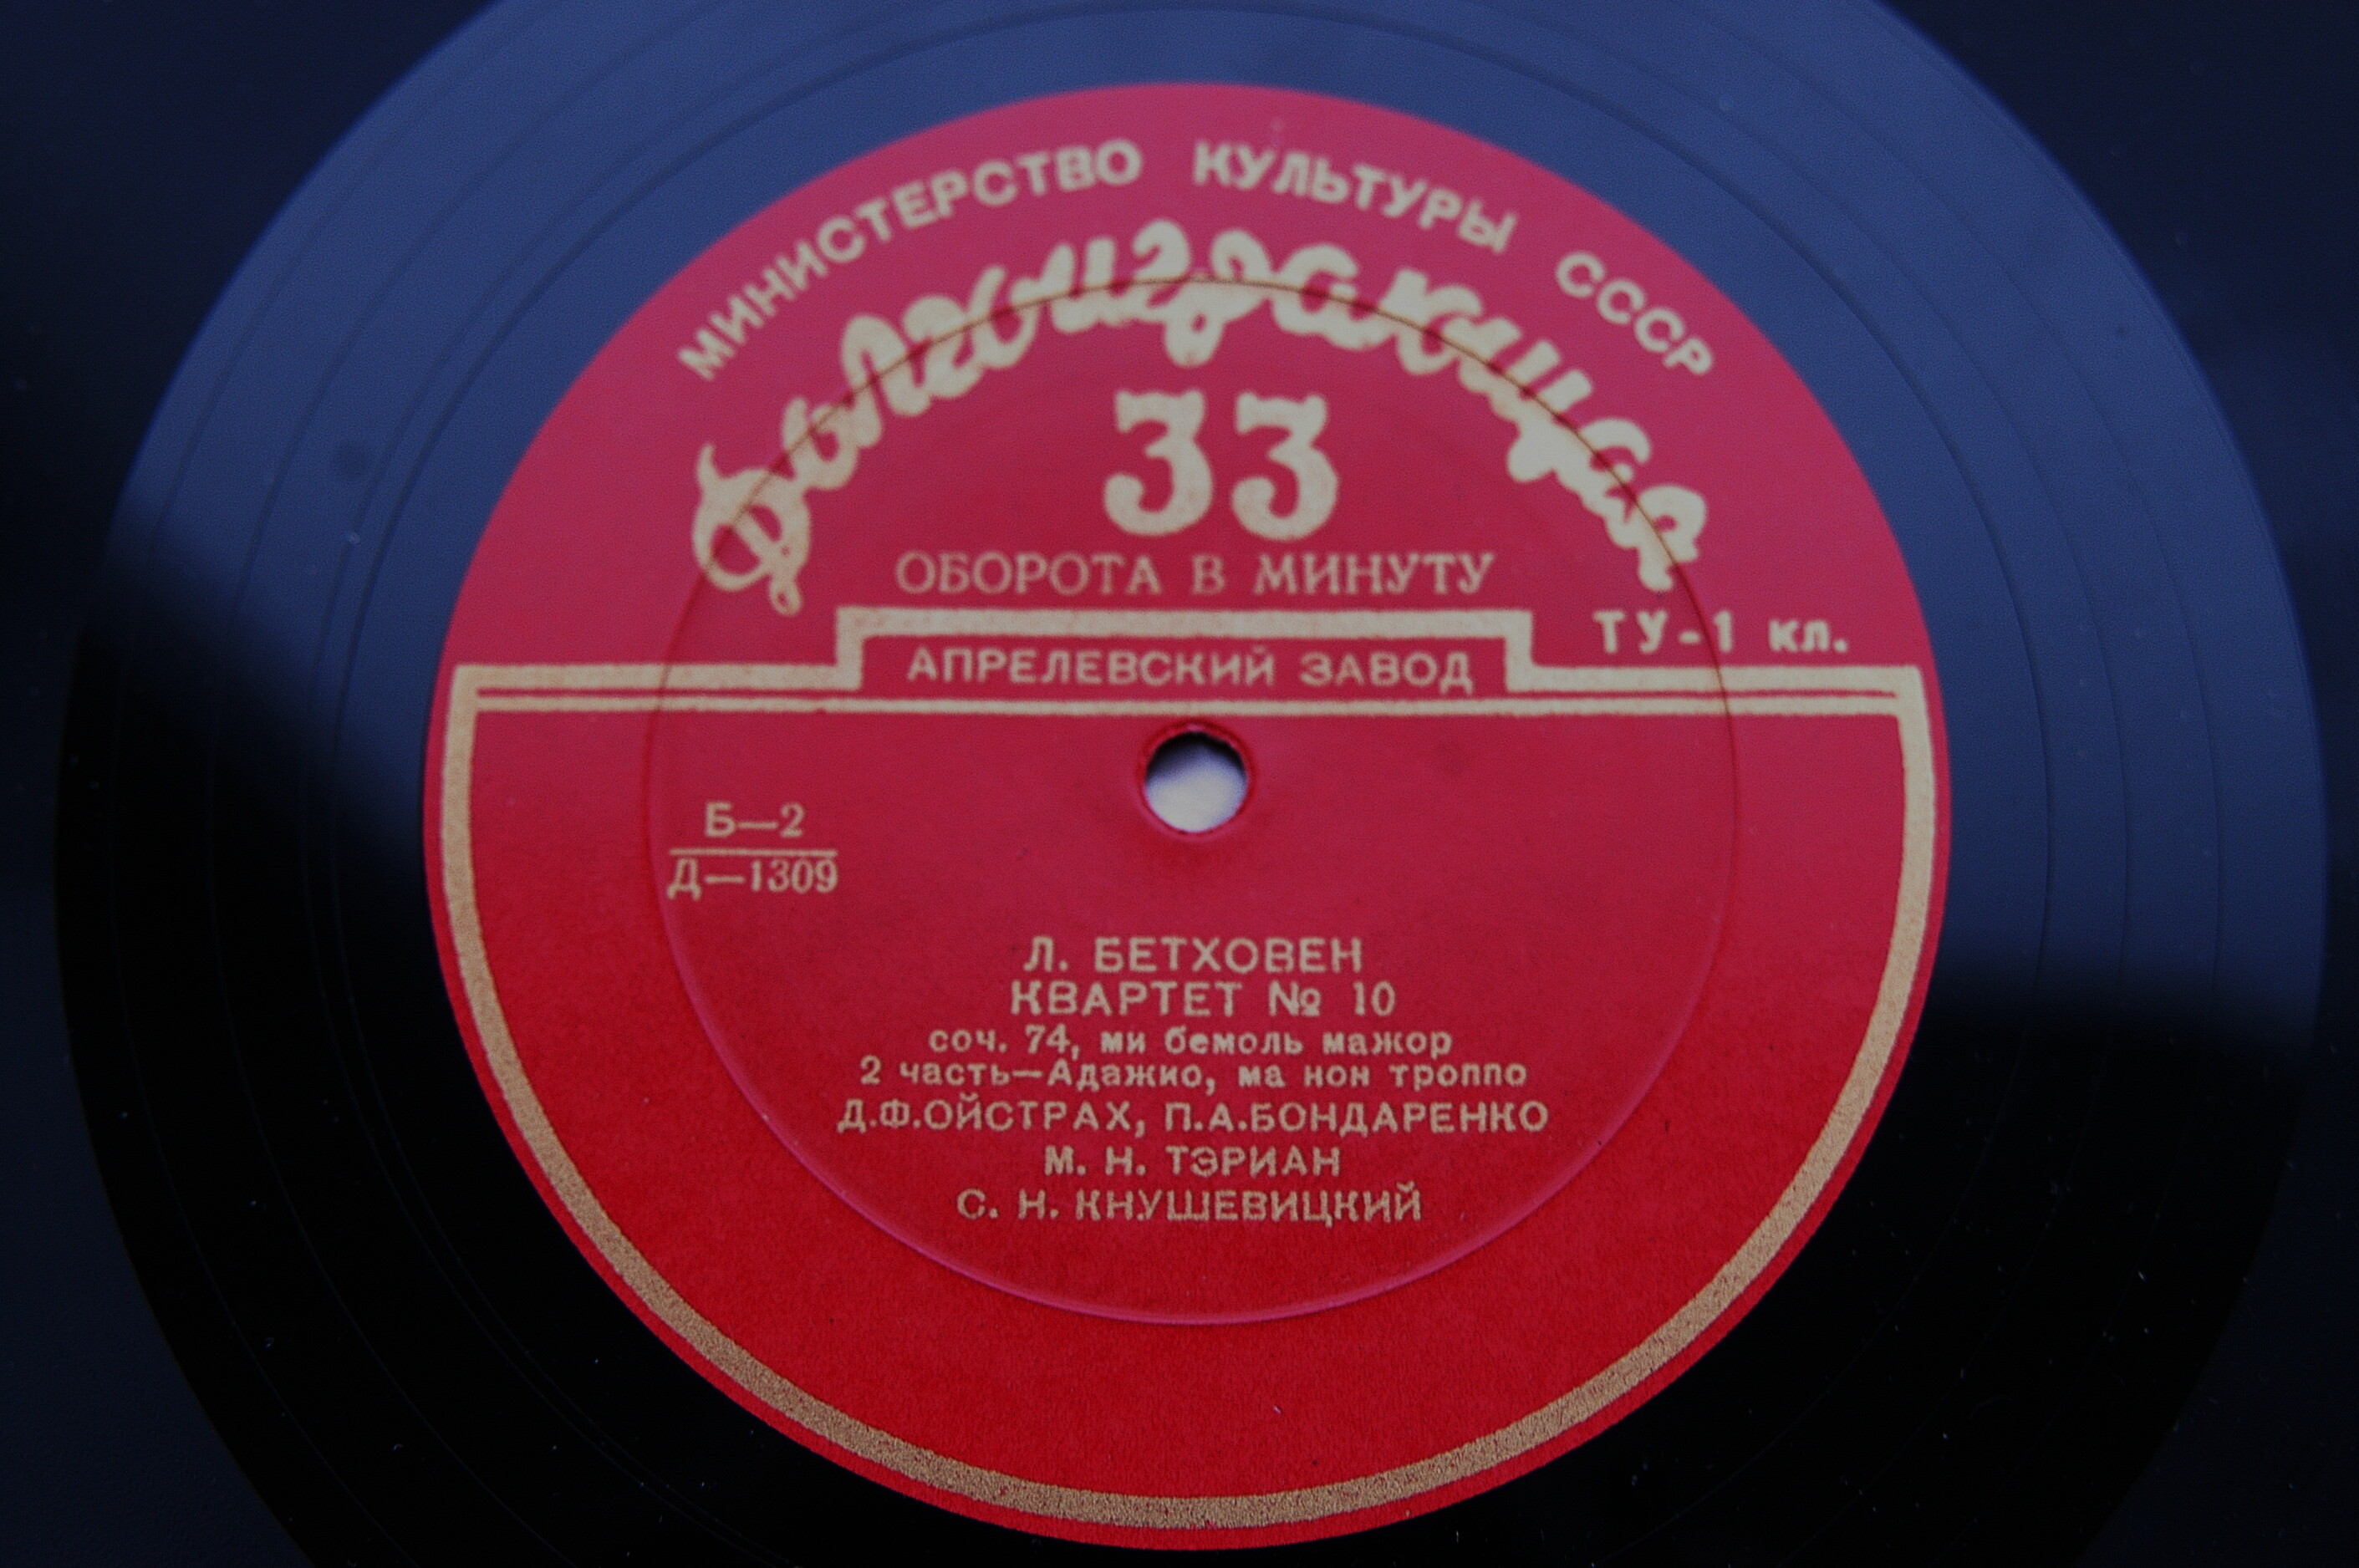 МИНИСТЕРСТВО КУЛЬТУРЫ СССР
Долгоиграющая
33
ОБОРОТА В МИНУТУ
ТУ-1 кл.
АПРЕЛЕВСКИЙ ЗАВОД
Б—2
Д—1309
Л. БЕТХОВЕН
КВАРТЕТ № 10
соч. 74, ми бемоль мажор
2 часть—Адажио, ма нон троппо
Д.Ф.ОЙСТРАХ, П.А.БОНДАРЕНКО
М. Н. ТЭРИАН
С. Н. КНУШЕВИЦКИЙ